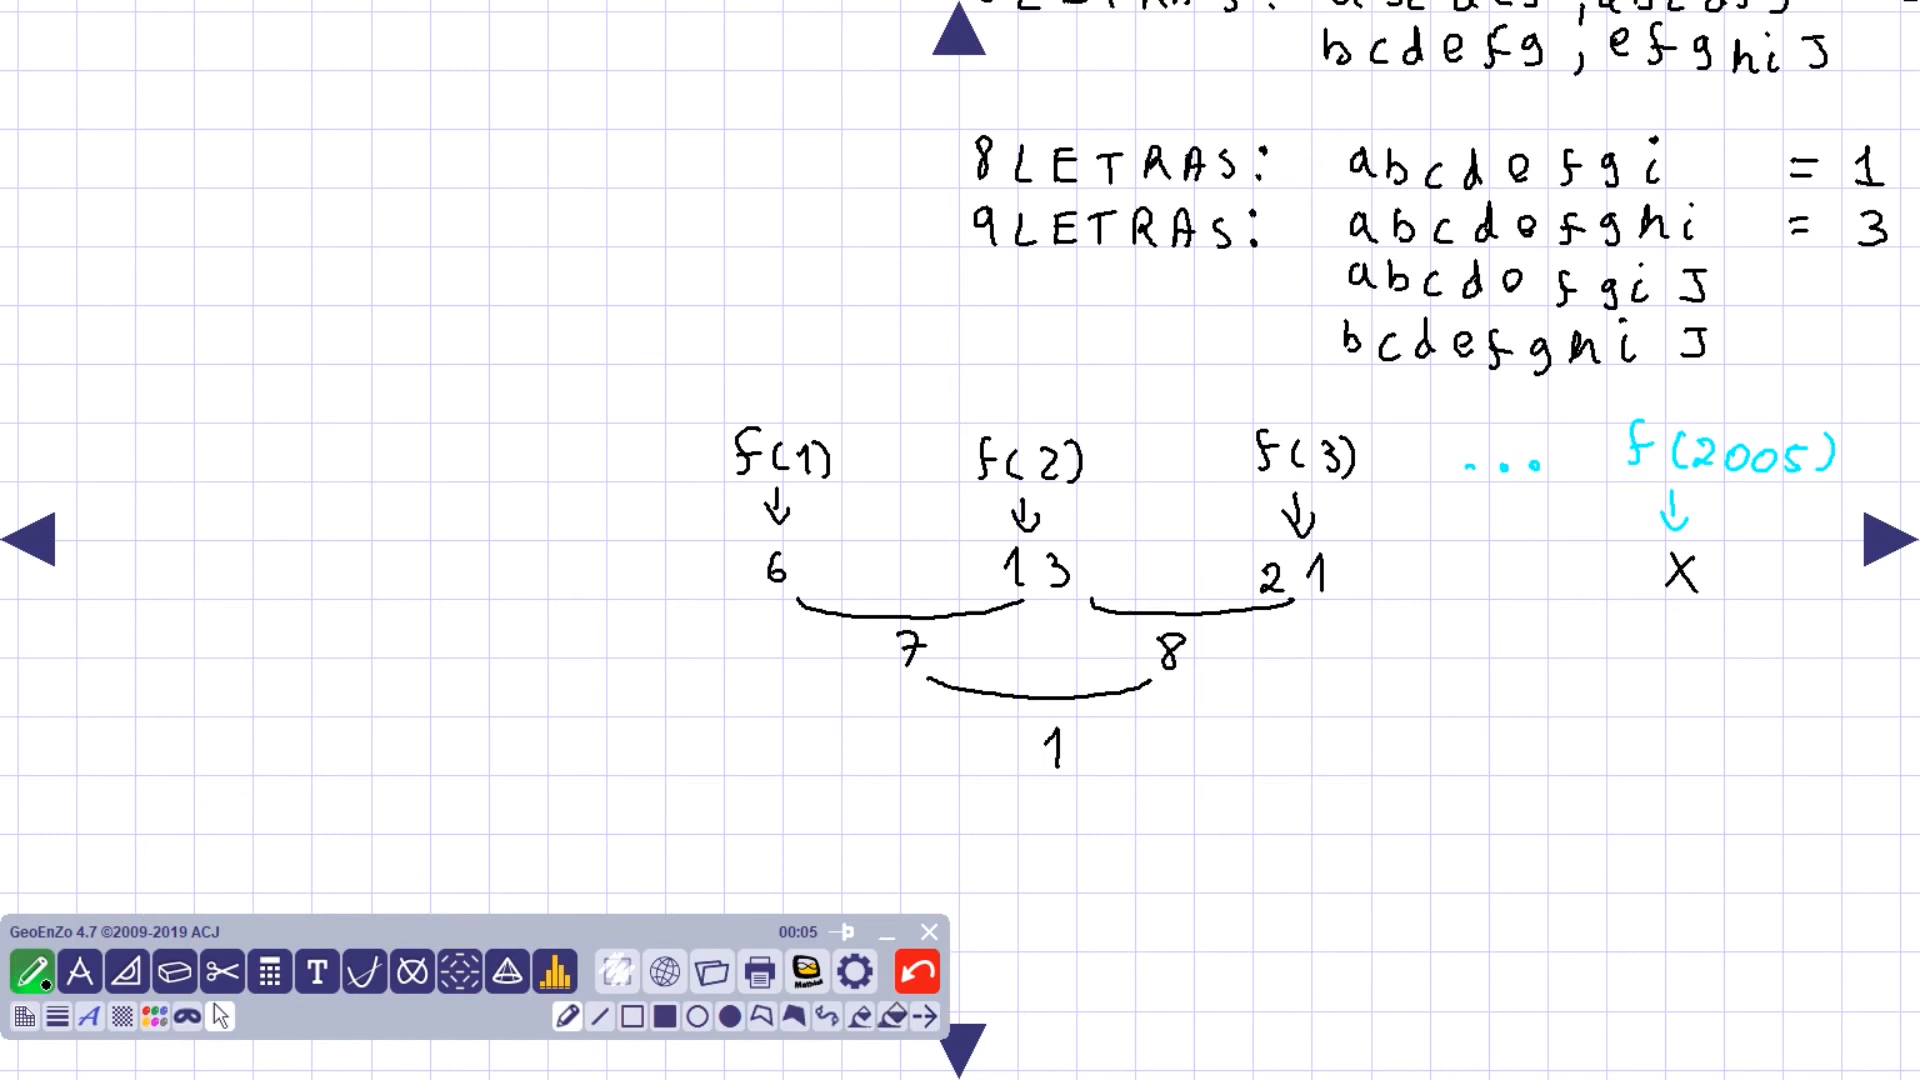 bcdefg ; efghiJ
8 LETRAS: abcdefgi = 1
9 LETRAS: abcdefghi = 3
abcdefgiJ
bcdefghiJ
f(1) f(2) f(3) ... f(2005)
↓ ↓ ↓ ↓
6 13 21 X
7 8
1
GeoEnZo 4.7 ©2009-2019 ACJ 00:05